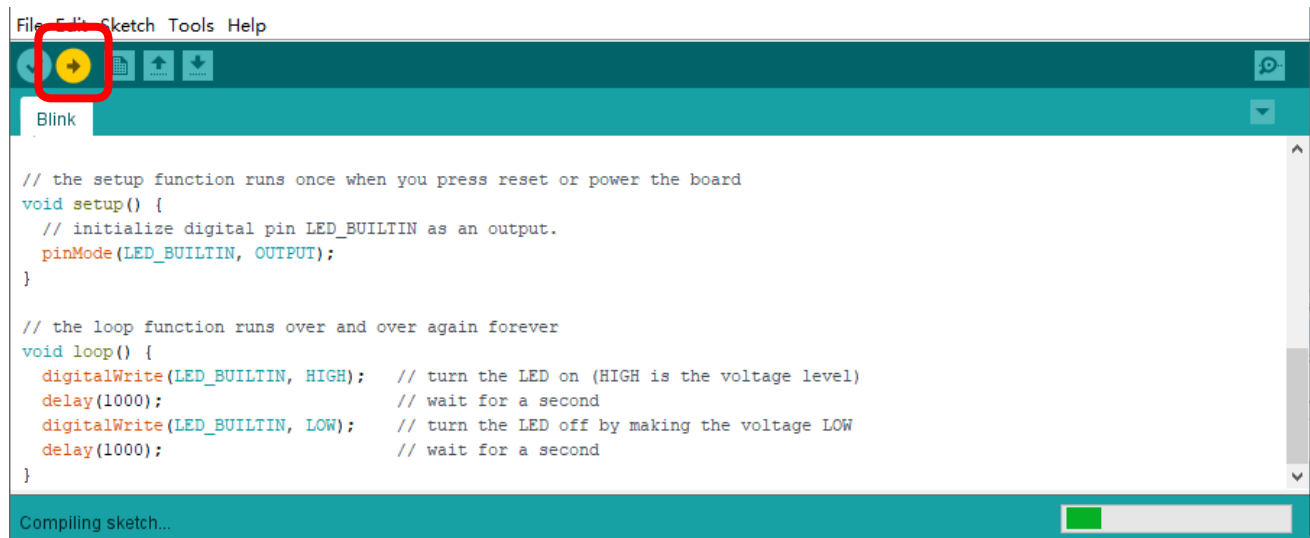 File Edit Sketch Tools Help
Blink
// the setup function runs once when you press reset or power the board
void setup() {
  // initialize digital pin LED_BUILTIN as an output.
  pinMode(LED_BUILTIN, OUTPUT);
}
// the loop function runs over and over again forever
void loop() {
  digitalWrite(LED_BUILTIN, HIGH);   // turn the LED on (HIGH is the voltage level)
  delay(1000);                       // wait for a second
  digitalWrite(LED_BUILTIN, LOW);    // turn the LED off by making the voltage LOW
  delay(1000);                       // wait for a second
}
Compiling sketch...